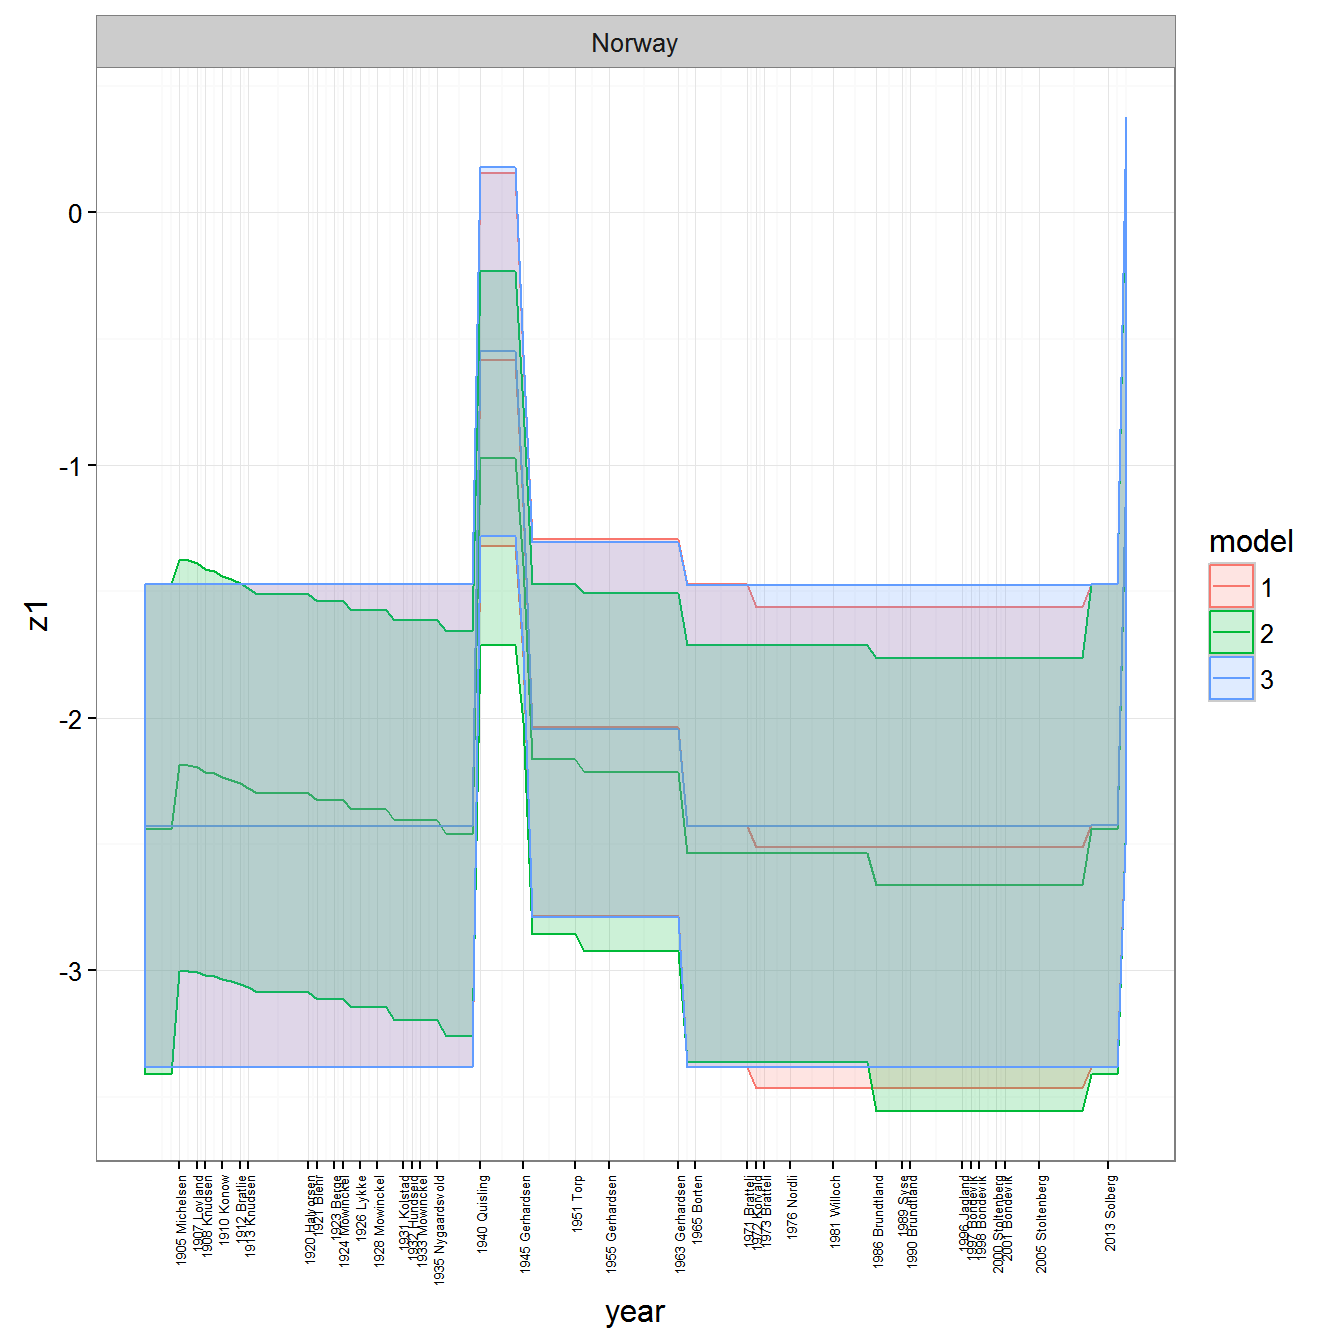 Norway
0
-1
-2
-3
z1
1905 Michelsen
1907 Lovland
1908 Knudsen
1910 Konow
1912 Bratlie
1913 Knudsen
1920 Halvorsen
1921 Blehr
1923 Berge
1924 Mowinckel
1926 Lykke
1928 Mowinckel
1931 Kolstad
1932 Hundseid
1933 Mowinckel
1935 Nygaardsvold
1940 Quisling
1945 Gerhardsen
1951 Torp
1955 Gerhardsen
1963 Gerhardsen
1965 Borten
1971 Bratteli
1972 Korvald
1973 Bratteli
1976 Nordli
1981 Willoch
1986 Brundtland
1989 Syse
1990 Brundtland
1996 Jagland
1997 Bondevik
1998 Bondevik
2000 Stoltenberg
2001 Bondevik
2005 Stoltenberg
2013 Sollberg
year
model
1
2
3